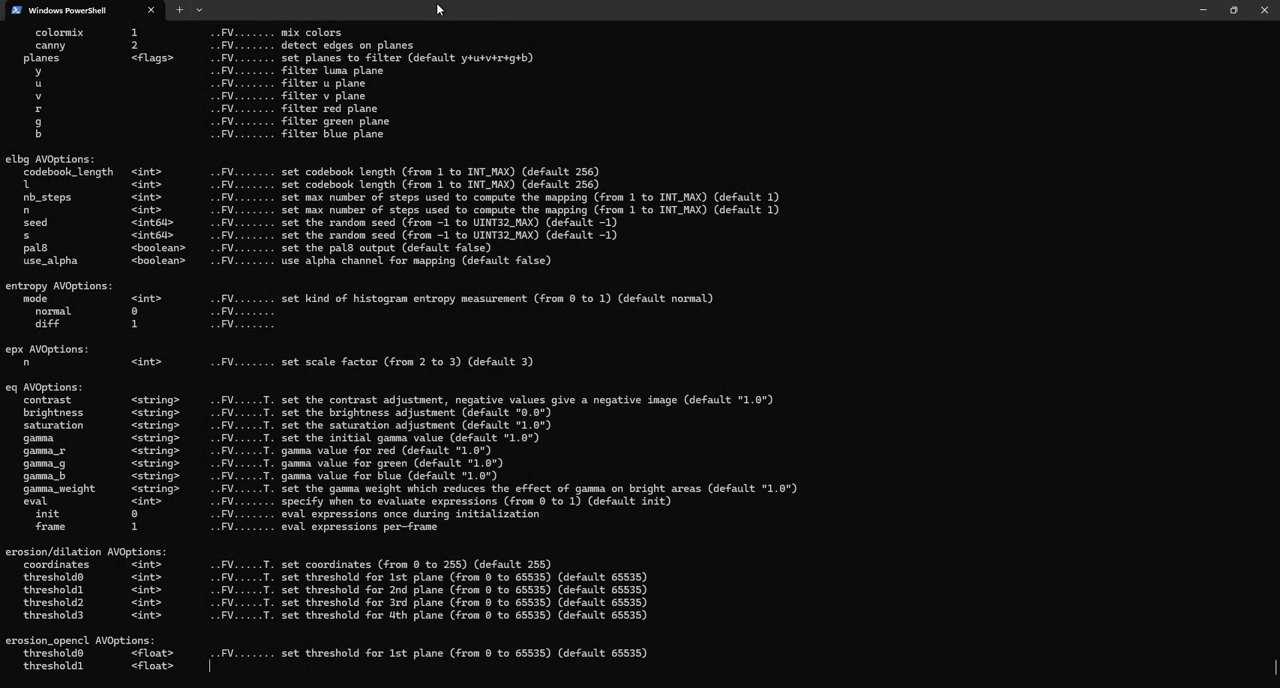 Windows PowerShell
colormix 1 ..FV....... mix colors
canny 2 ..FV....... detect edges on planes
planes <flags> ..FV....... set planes to filter (default y+u+v+r+g+b)
y ..FV....... filter luma plane
u ..FV....... filter u plane
v ..FV....... filter v plane
r ..FV....... filter red plane
g ..FV....... filter green plane
b ..FV....... filter blue plane
elbg AVOptions:
codebook_length <int> ..FV....... set codebook length (from 1 to INT_MAX) (default 256)
l <int> ..FV....... set codebook length (from 1 to INT_MAX) (default 256)
nb_steps <int> ..FV....... set max number of steps used to compute the mapping (from 1 to INT_MAX) (default 1)
n <int> ..FV....... set max number of steps used to compute the mapping (from 1 to INT_MAX) (default 1)
seed <int64> ..FV....... set the random seed (from -1 to UINT32_MAX) (default -1)
s <int64> ..FV....... set the random seed (from -1 to UINT32_MAX) (default -1)
pal8 <boolean> ..FV....... set the pal8 output (default false)
use_alpha <boolean> ..FV....... use alpha channel for mapping (default false)
entropy AVOptions:
mode <int> ..FV....... set kind of histogram entropy measurement (from 0 to 1) (default normal)
normal 0 ..FV.......
diff 1 ..FV.......
epx AVOptions:
n <int> ..FV....... set scale factor (from 2 to 3) (default 3)
eq AVOptions:
contrast <string> ..FV.....T. set the contrast adjustment, negative values give a negative image (default "1.0")
brightness <string> ..FV.....T. set the brightness adjustment (default "0.0")
saturation <string> ..FV.....T. set the saturation adjustment (default "1.0")
gamma <string> ..FV.....T. set the initial gamma value (default "1.0")
gamma_r <string> ..FV.....T. gamma value for red (default "1.0")
gamma_g <string> ..FV.....T. gamma value for green (default "1.0")
gamma_b <string> ..FV.....T. gamma value for blue (default "1.0")
gamma_weight <string> ..FV.....T. set the gamma weight which reduces the effect of gamma on bright areas (default "1.0")
eval <int> ..FV....... specify when to evaluate expressions (from 0 to 1) (default init)
init 0 ..FV....... eval expressions once during initialization
frame 1 ..FV....... eval expressions per-frame
erosion/dilation AVOptions:
coordinates <int> ..FV.....T. set coordinates (from 0 to 255) (default 255)
threshold0 <int> ..FV.....T. set threshold for 1st plane (from 0 to 65535) (default 65535)
threshold1 <int> ..FV.....T. set threshold for 2nd plane (from 0 to 65535) (default 65535)
threshold2 <int> ..FV.....T. set threshold for 3rd plane (from 0 to 65535) (default 65535)
threshold3 <int> ..FV.....T. set threshold for 4th plane (from 0 to 65535) (default 65535)
erosion_opencl AVOptions:
threshold0 <float> ..FV....... set threshold for 1st plane (from 0 to 65535) (default 65535)
threshold1 <float>